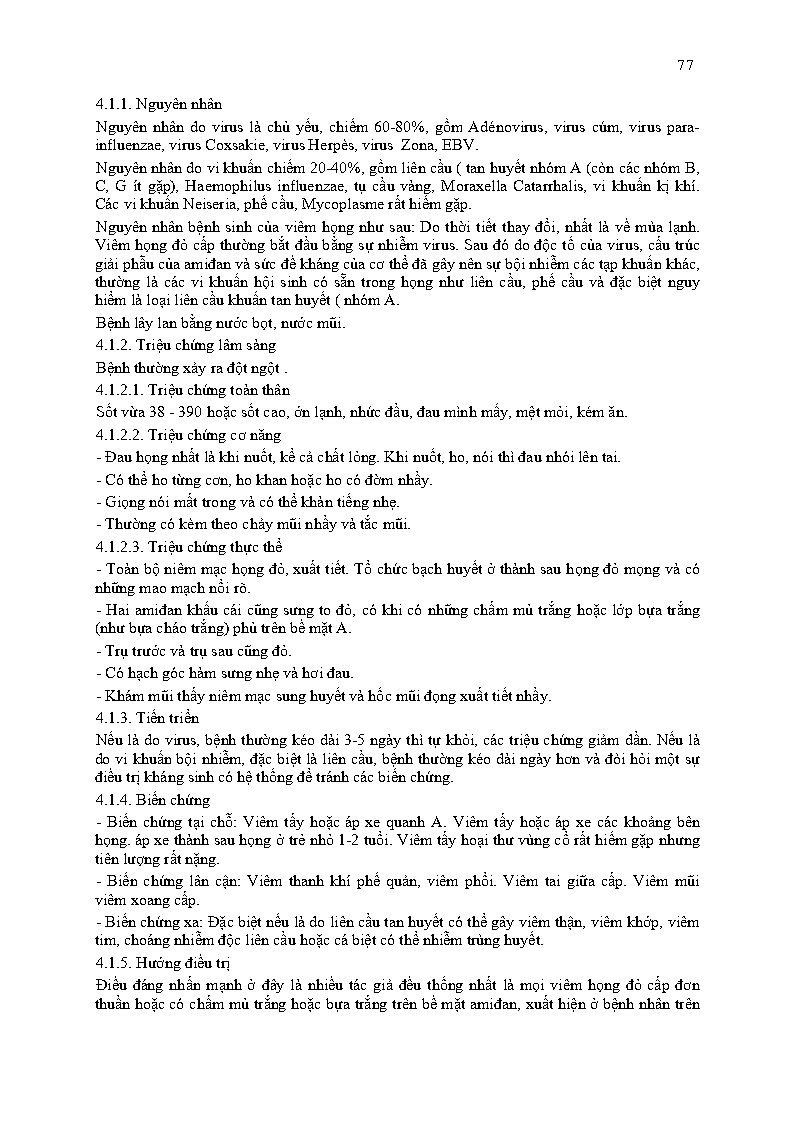 77
4.1.1. Nguyên nhân
Nguyên nhân do virus là chủ yếu, chiếm 60-80%, gồm Adénovirus, virus cúm, virus para-
influenzae, virus Coxsakie, virus Herpès, virus Zona, EBV.
Nguyên nhân do vi khuẩn chiếm 20-40%, gồm liên cầu ( tan huyết nhóm A (còn các nhóm B,
C, G ít gặp), Haemophilus influenzae, tụ cầu vàng, Moraxella Catarrhalis, vi khuẩn kị khí.
Các vi khuẩn Neiseria, phế cầu, Mycoplasme rất hiếm gặp.
Nguyên nhân bệnh sinh của viêm họng như sau: Do thời tiết thay đổi, nhất là về mùa lạnh.
Viêm họng đỏ cấp thường bắt đầu bằng sự nhiễm virus. Sau đó do độc tố của virus, cấu trúc
giải phẫu của amiđan và sức đề kháng của cơ thể đã gây nên sự bội nhiễm các tạp khuẩn khác,
thường là các vi khuẩn hội sinh có sẵn trong họng như liên cầu, phế cầu và đặc biệt nguy
hiểm là loại liên cầu khuẩn tan huyết ( nhóm A.
Bệnh lây lan bằng nước bọt, nước mũi.
4.1.2. Triệu chứng lâm sàng
Bệnh thường xảy ra đột ngột .
4.1.2.1. Triệu chứng toàn thân
Sốt vừa 38 - 390 hoặc sốt cao, ớn lạnh, nhức đầu, đau mình mẩy, mệt mỏi, kém ăn.
4.1.2.2. Triệu chứng cơ năng
- Đau họng nhất là khi nuốt, kể cả chất lỏng. Khi nuốt, ho, nói thì đau nhói lên tai.
- Có thể ho từng cơn, ho khan hoặc ho có đờm nhầy.
- Giọng nói mất trong và có thể khàn tiếng nhẹ.
- Thường có kèm theo chảy mũi nhầy và tắc mũi.
4.1.2.3. Triệu chứng thực thể
- Toàn bộ niêm mạc họng đỏ, xuất tiết. Tổ chức bạch huyết ở thành sau họng đỏ mọng và có
những mao mạch nổi rõ.
- Hai amiđan khẩu cái cũng sưng to đỏ, có khi có những chấm mủ trắng hoặc lớp bựa trắng
(như bựa cháo trắng) phủ trên bề mặt A.
- Trụ trước và trụ sau cũng đỏ.
- Có hạch góc hàm sưng nhẹ và hơi đau.
- Khám mũi thấy niêm mạc sung huyết và hốc mũi đọng xuất tiết nhầy.
4.1.3. Tiến triển
Nếu là do virus, bệnh thường kéo dài 3-5 ngày thì tự khỏi, các triệu chứng giảm dần. Nếu là
do vi khuẩn bội nhiễm, đặc biệt là liên cầu, bệnh thường kéo dài ngày hơn và đòi hỏi một sự
điều trị kháng sinh có hệ thống để tránh các biến chứng.
4.1.4. Biến chứng
- Biến chứng tại chỗ: Viêm tấy hoặc áp xe quanh A. Viêm tấy hoặc áp xe các khoảng bên
họng. áp xe thành sau họng ở trẻ nhỏ 1-2 tuổi. Viêm tấy hoại thư vùng cổ rất hiếm gặp nhưng
tiên lượng rất nặng.
- Biến chứng lân cận: Viêm thanh khí phế quản, viêm phổi. Viêm tai giữa cấp. Viêm mũi
viêm xoang cấp.
- Biến chứng xa: Đặc biệt nếu là do liên cầu tan huyết có thể gây viêm thận, viêm khớp, viêm
tim, choáng nhiễm độc liên cầu hoặc cá biệt có thể nhiễm trùng huyết.
4.1.5. Hướng điều trị
Điều đáng nhấn mạnh ở đây là nhiều tác giả đều thống nhất là mọi viêm họng đỏ cấp đơn
thuần hoặc có chấm mủ trắng hoặc bựa trắng trên bề mặt amiđan, xuất hiện ở bệnh nhân trên